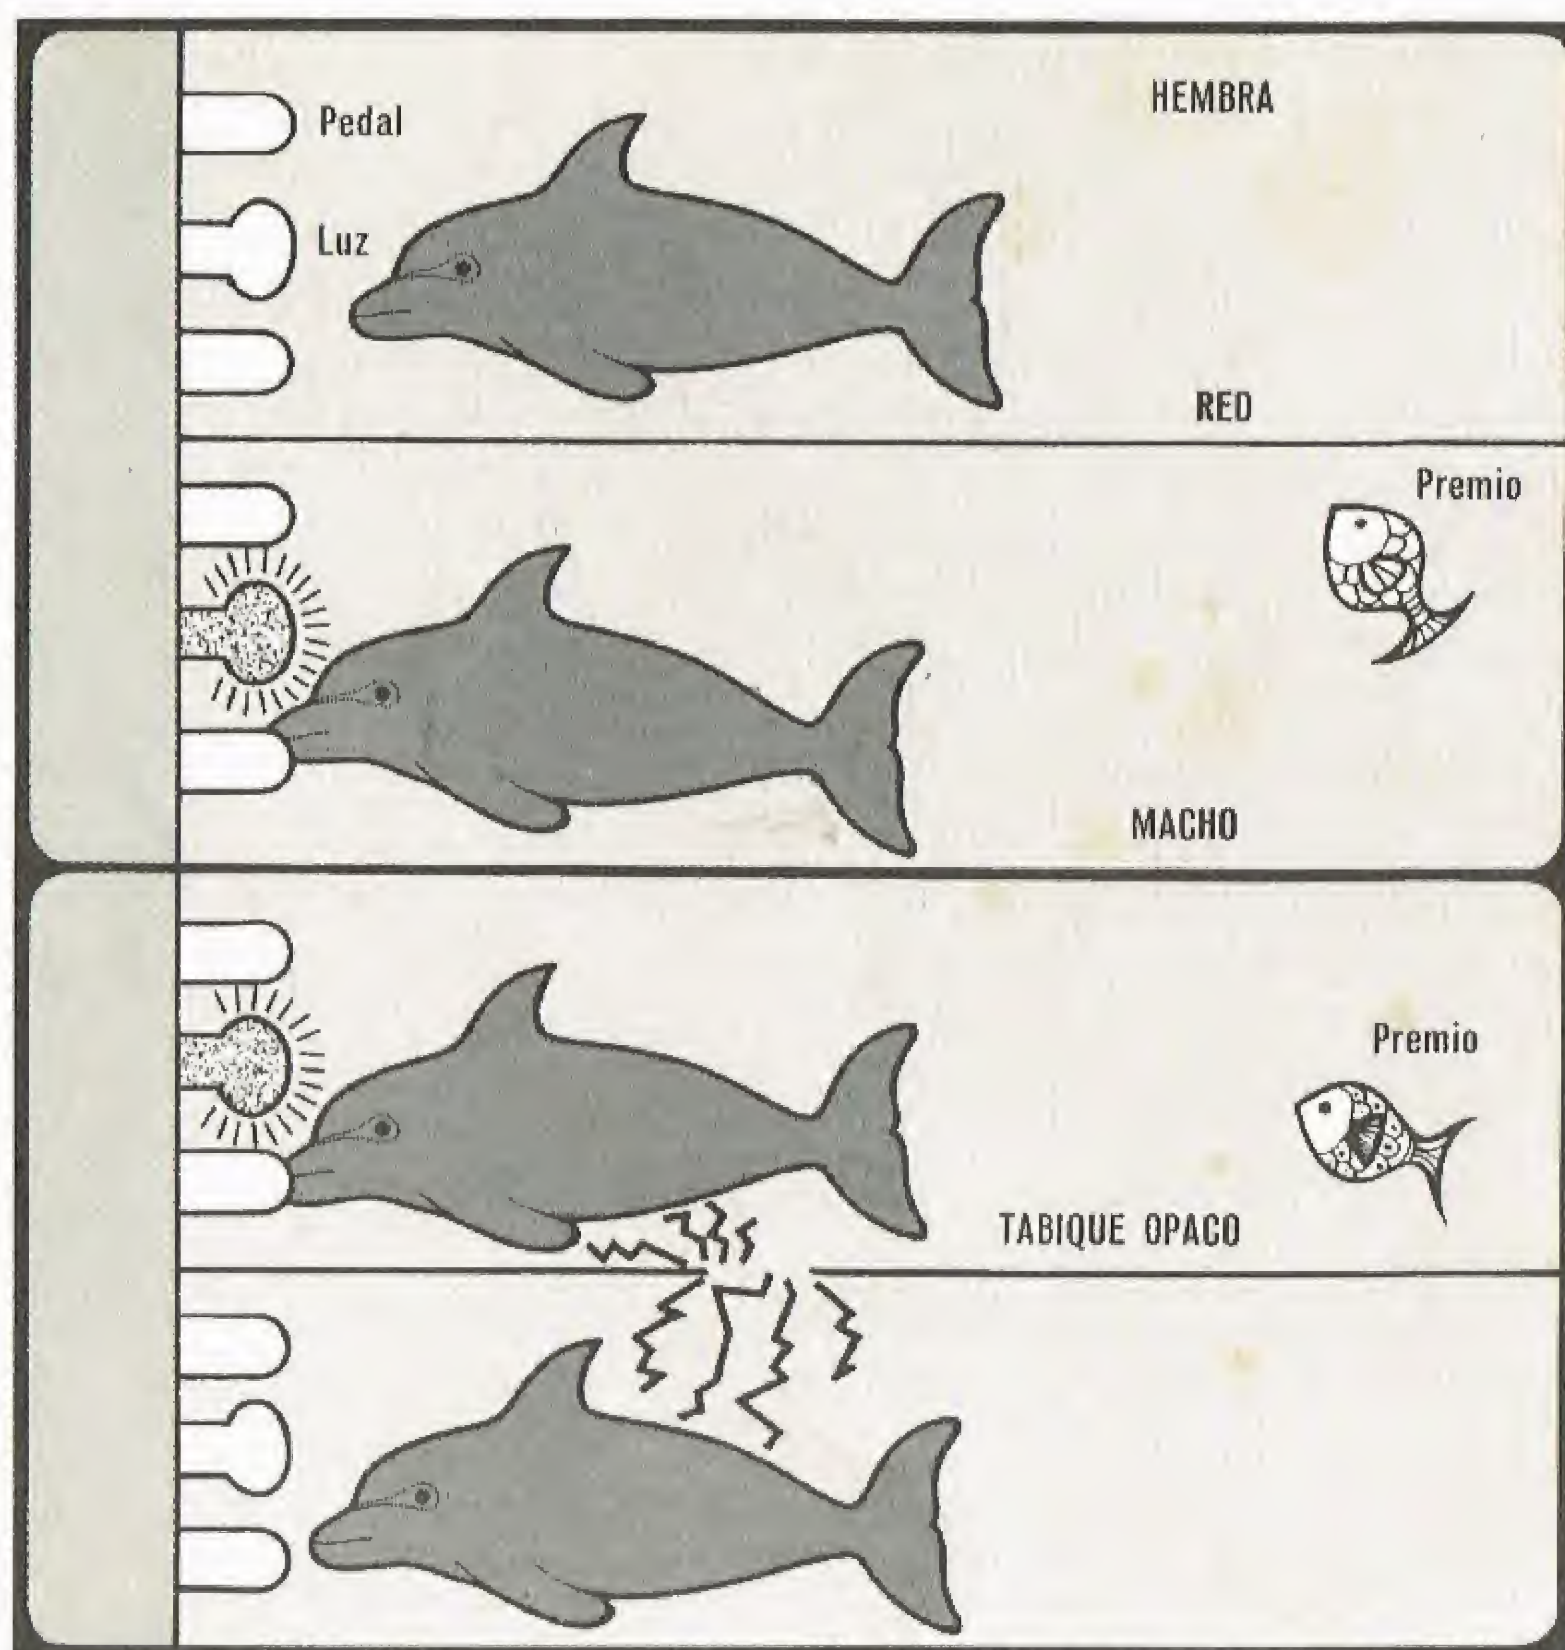 HEMBRA
Pedal
Luz
RED
Premio
MACHO
Premio
TABIQUE OPACO